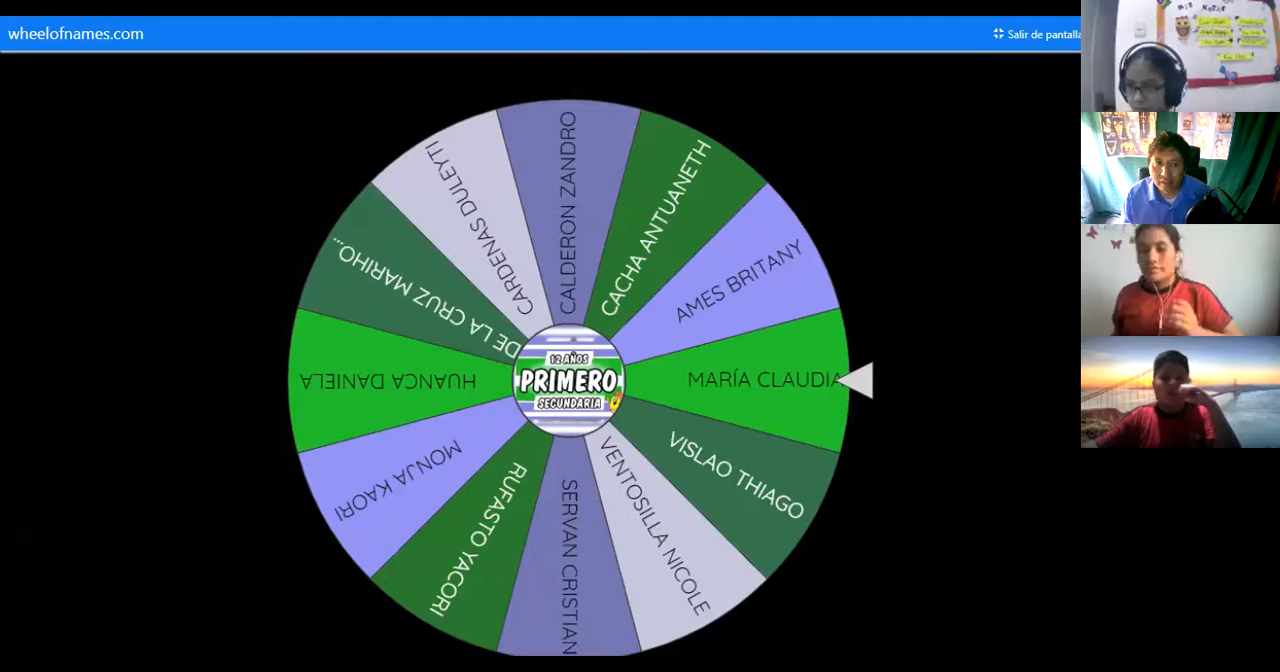 wheelofnames.com
Salir de pantalla
CALDERON ZANDRO
CACHA ANTUANETH
AMES BRITANY
MARÍA CLAUDIA
VISLAO THIAGO
VENTOSILLA NICOLE
SERVAN CRISTIAN
RUFASTO YACORI
MONJA KAORI
HUANCA DANIELA
DE LA CRUZ MARIHO...
CARDENAS DULEYTI
12 AÑOS
PRIMERO
SECUNDARIA